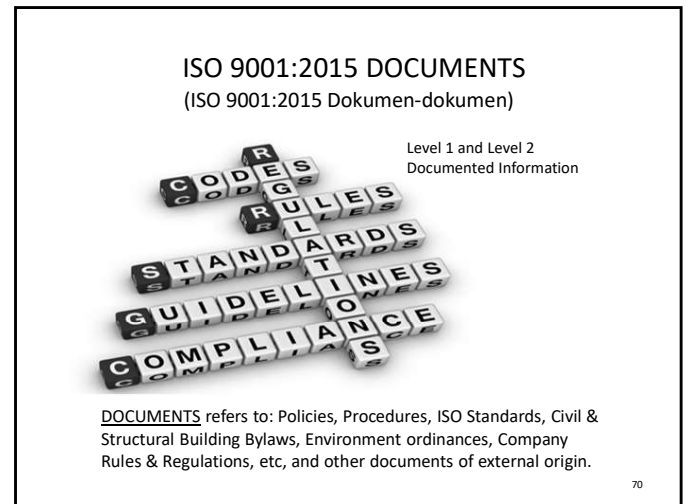 ISO 9001:2015 DOCUMENTS
(ISO 9001:2015 Dokumen-dokumen)
Level 1 and Level 2
Documented Information
REGULATIONS
CODES
RULES
STANDARDS
GUIDELINES
COMPLIANCE
DOCUMENTS refers to: Policies, Procedures, ISO Standards, Civil &
Structural Building Bylaws, Environment ordinances, Company
Rules & Regulations, etc, and other documents of external origin.
70